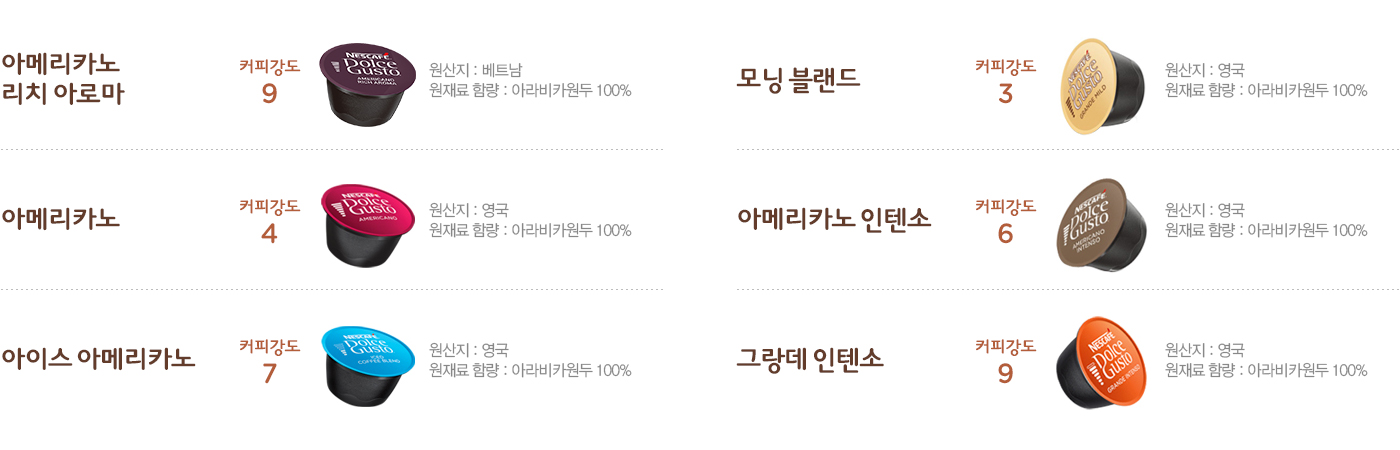 아메리카노
리치 아로마
커피강도
9
NESCAFÉ
Dolce
Gusto
AMERICANO
RICH AROMA
원산지 : 베트남
원재료 함량 : 아라비카원두 100%
모닝 블랜드
커피강도
3
NESCAFÉ
Dolce
Gusto
GRANDE MILD
원산지 : 영국
원재료 함량 : 아라비카원두 100%
아메리카노
커피강도
4
NESCAFÉ
Dolce
Gusto
AMERICANO
원산지 : 영국
원재료 함량 : 아라비카원두 100%
아메리카노 인텐소
커피강도
6
NESCAFÉ
Dolce
Gusto
AMERICANO
INTENSO
원산지 : 영국
원재료 함량 : 아라비카원두 100%
아이스 아메리카노
커피강도
7
NESCAFÉ
Dolce
Gusto
ICED
COFFEE BLEND
원산지 : 영국
원재료 함량 : 아라비카원두 100%
그랑데 인텐소
커피강도
9
NESCAFÉ
Dolce
Gusto
GRANDE INTENSO
원산지 : 영국
원재료 함량 : 아라비카원두 100%